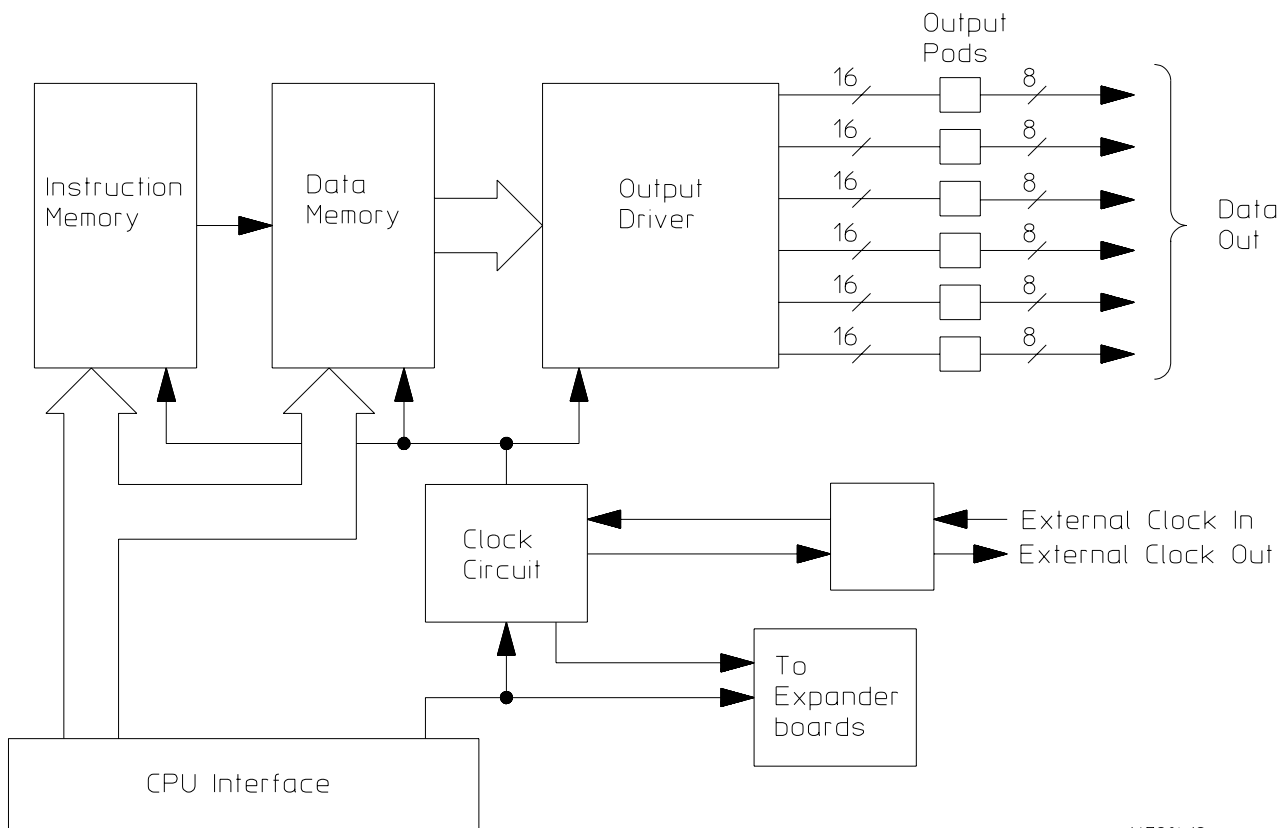 Output
Pods
16 8
16 8
16 8
16 8
16 8
16 8
Instruction
Memory
Data
Memory
Output
Driver
Data
Out
Clock
Circuit
External Clock In
External Clock Out
To
Expander
boards
CPU Interface